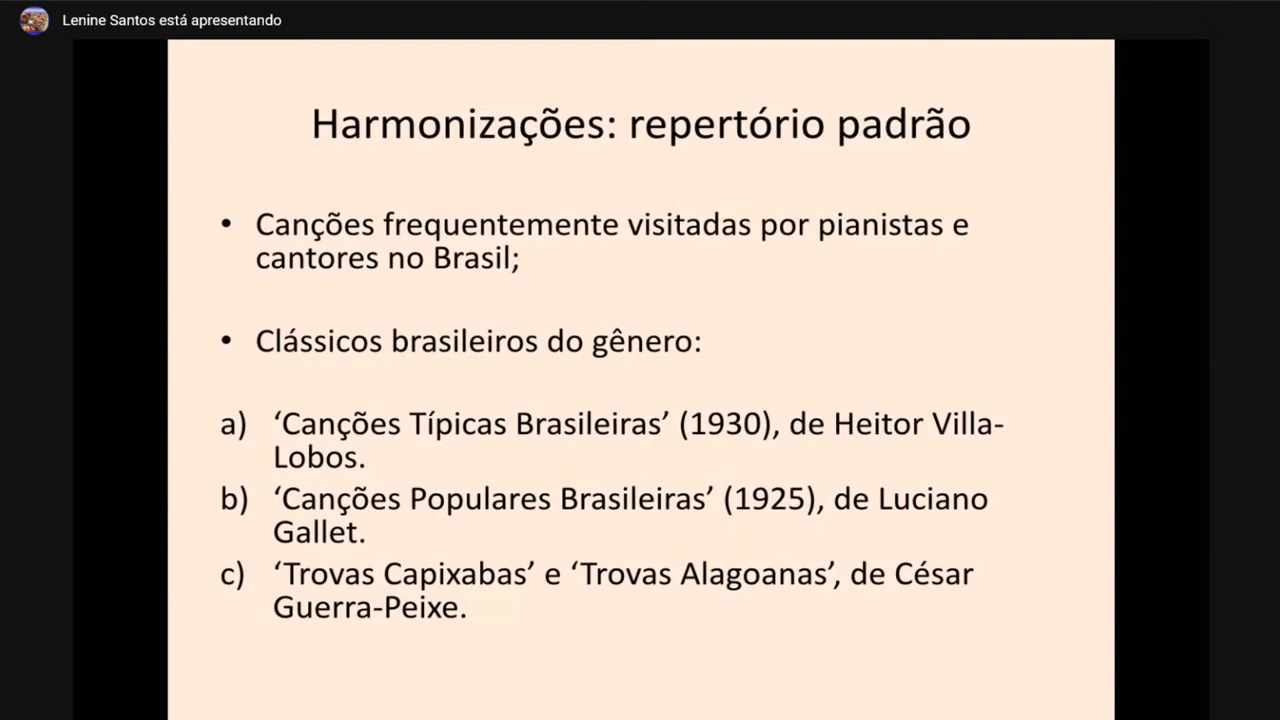 Lenine Santos está apresentando
Harmonizações: repertório padrão
• Canções frequentemente visitadas por pianistas e
cantores no Brasil;
• Clássicos brasileiros do gênero:
a) ‘Canções Típicas Brasileiras’ (1930), de Heitor Villa-
Lobos.
b) ‘Canções Populares Brasileiras’ (1925), de Luciano
Gallet.
c) ‘Trovas Capixabas’ e ‘Trovas Alagoanas’, de César
Guerra-Peixe.